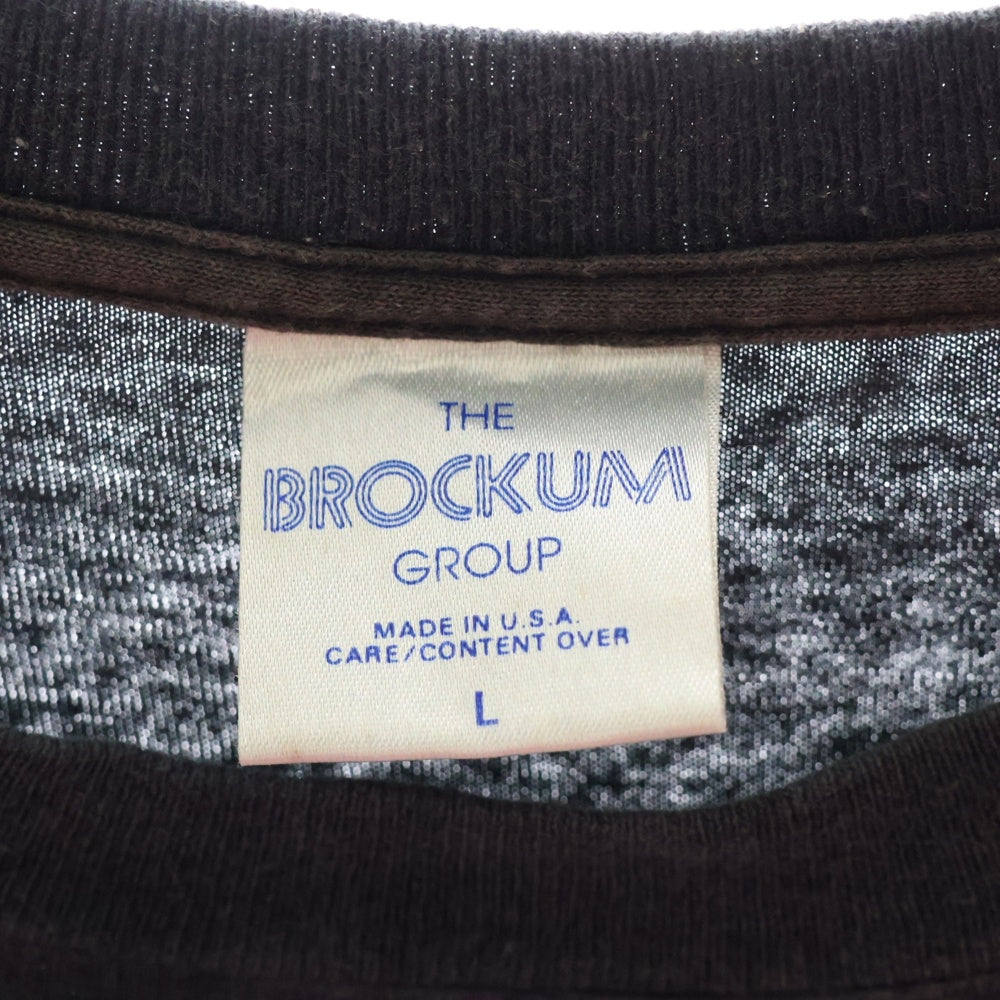 THE
BROCKUM
GROUP
MADE IN U.S.A.
CARE/CONTENT OVER
L